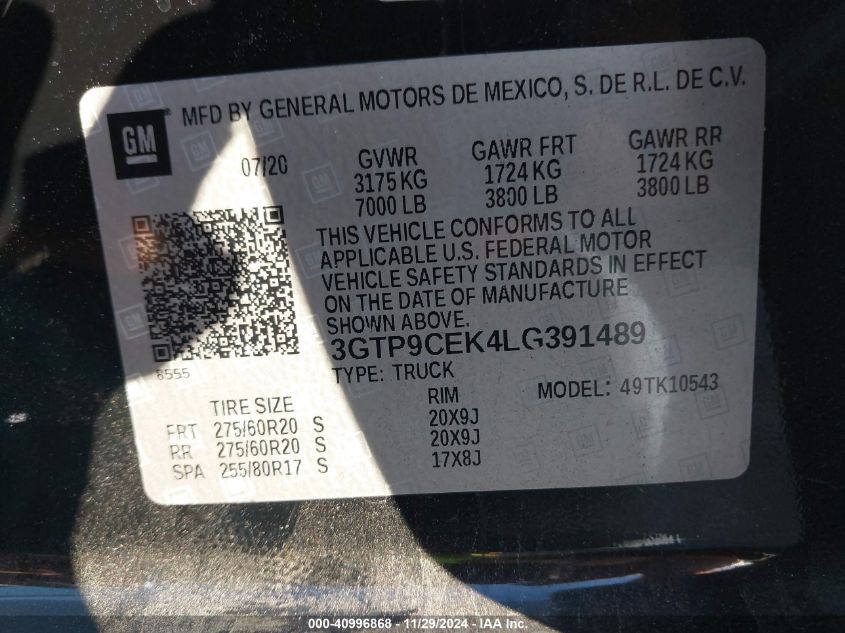 MFD BY GENERAL MOTORS DE MEXICO, S. DE R.L. DE C.V.
GM ®
07/20 GVWR GAWR FRT GAWR RR
3175 KG 1724 KG 1724 KG
7000 LB 3800 LB 3800 LB
THIS VEHICLE CONFORMS TO ALL
APPLICABLE U.S. FEDERAL MOTOR
VEHICLE SAFETY STANDARDS IN EFFECT
ON THE DATE OF MANUFACTURE
SHOWN ABOVE.
3GTP9CEK4LG391489
8555
TYPE: TRUCK
MODEL: 49TK10543
TIRE SIZE RIM
FRT 275/60R20 S 20X9J
RR 275/60R20 S 20X9J
SPA 255/80R17 S 17X8J
000-40996868 - 11/29/2024 - IAA Inc.